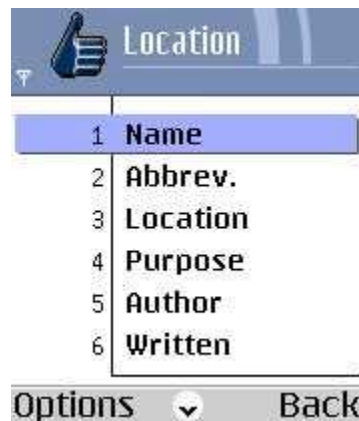 Location
1 Name
2 Abbrev.
3 Location
4 Purpose
5 Author
6 Written
Options Back